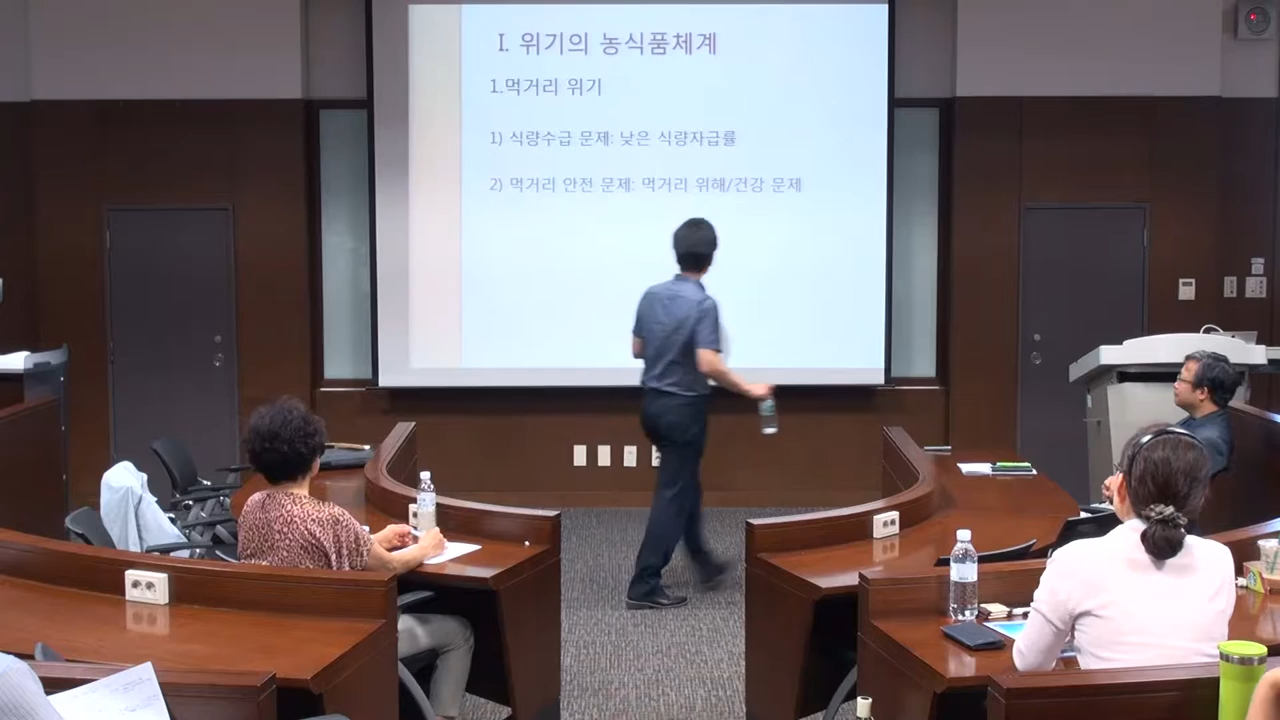 I. 위기의 농식품체계
1.먹거리 위기
1) 식량수급 문제: 낮은 식량자급률
2) 먹거리 안전 문제: 먹거리 위해/건강 문제